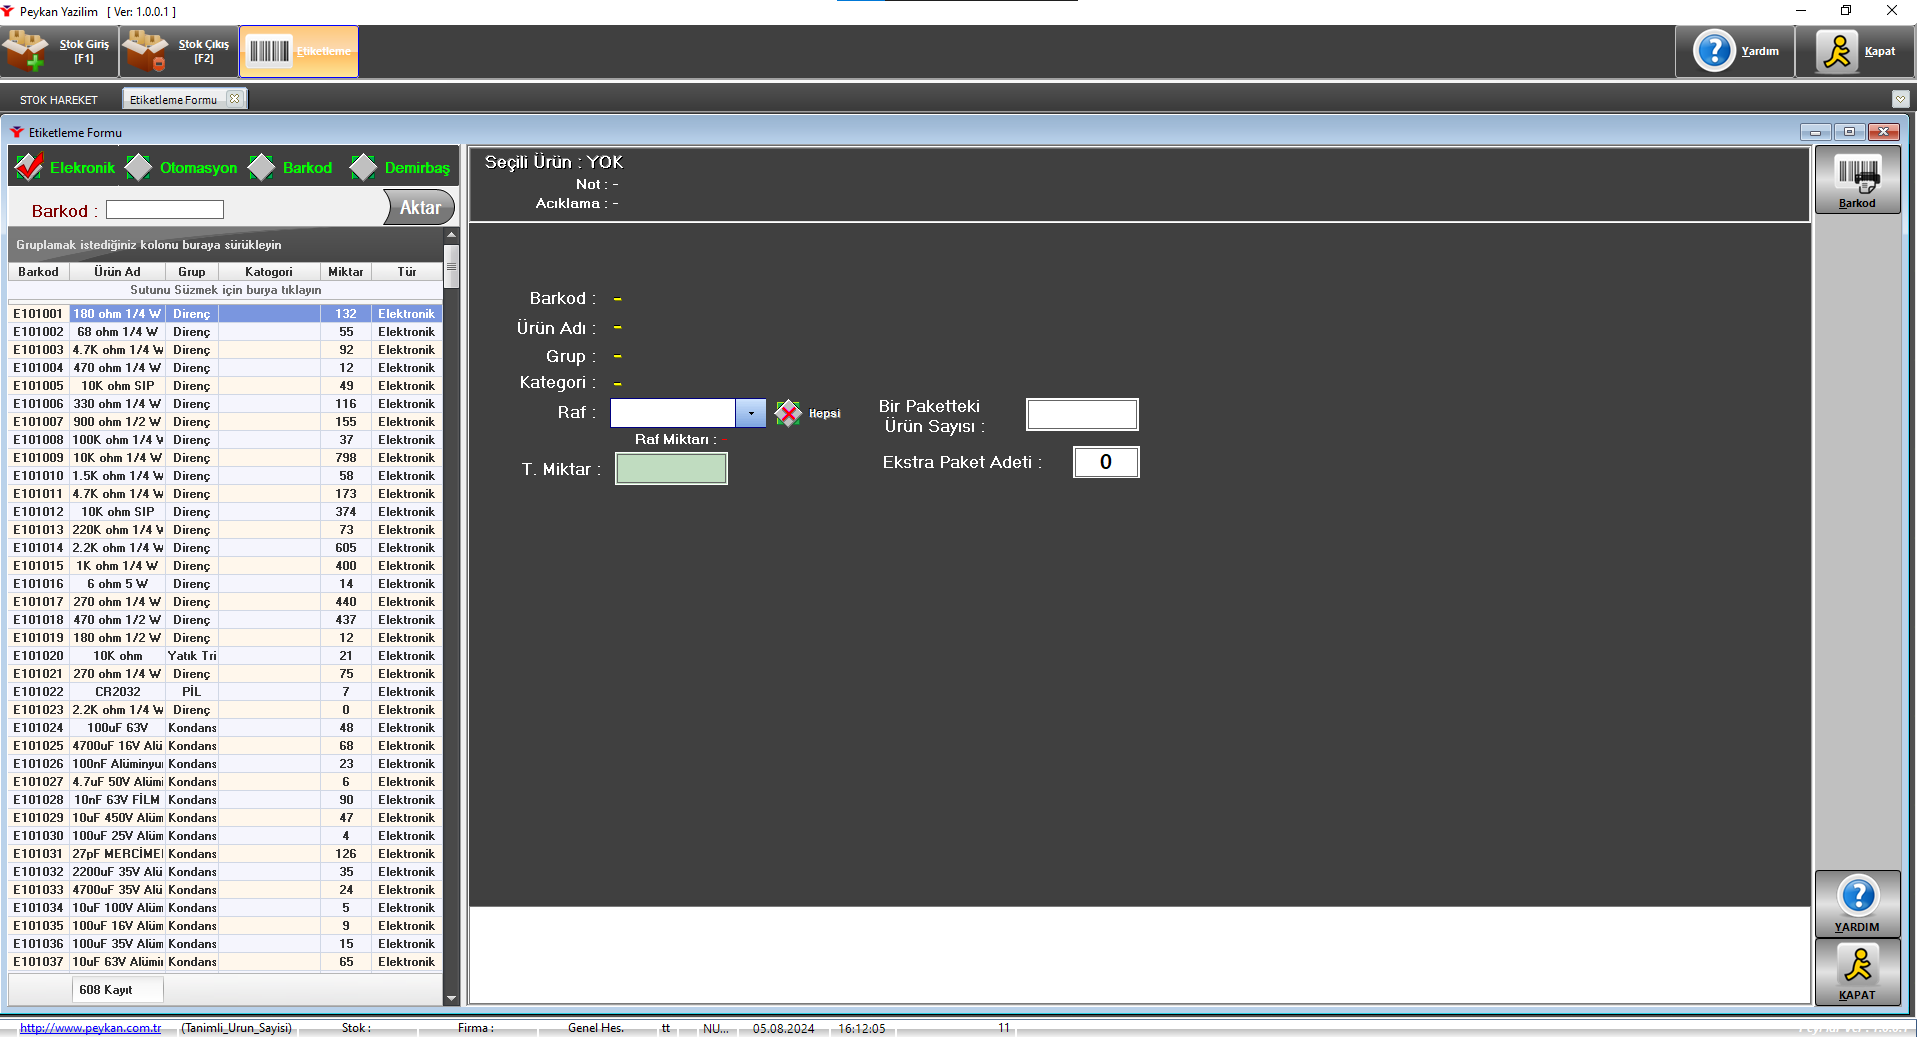 Peykan Yazilim   [ Ver: 1.0.0.1 ]
Stok Giriş
[F1]
Stok Çıkış
[F2]
Etiketleme
Yardım
Kapat
STOK HAREKET
Etiketleme Formu
Etiketleme Formu
Elekronik
Otomasyon
Barkod
Demirbaş
Barkod :
Aktar
Gruplamak istediğiniz kolonu buraya sürükleyin
Barkod Ürün Ad Grup Katogori Miktar Tür
Sutunu Süzmek için burya tıklayın
E101001 180 ohm 1/4 W Direnç 132 Elektronik
E101002 68 ohm 1/4 W Direnç 55 Elektronik
E101003 4.7K ohm 1/4 W Direnç 92 Elektronik
E101004 470 ohm 1/4 W Direnç 12 Elektronik
E101005 10K ohm SIP Direnç 49 Elektronik
E101006 330 ohm 1/4 W Direnç 116 Elektronik
E101007 900 ohm 1/2 W Direnç 155 Elektronik
E101008 100K ohm 1/4 W Direnç 37 Elektronik
E101009 10K ohm 1/4 W Direnç 798 Elektronik
E101010 1.5K ohm 1/4 W Direnç 58 Elektronik
E101011 4.7K ohm 1/4 W Direnç 173 Elektronik
E101012 10K ohm SIP Direnç 374 Elektronik
E101013 220K ohm 1/4 W Direnç 73 Elektronik
E101014 2.2K ohm 1/4 W Direnç 605 Elektronik
E101015 1K ohm 1/4 W Direnç 400 Elektronik
E101016 6 ohm 5 W Direnç 14 Elektronik
E101017 270 ohm 1/4 W Direnç 440 Elektronik
E101018 470 ohm 1/2 W Direnç 437 Elektronik
E101019 180 ohm 1/2 W Direnç 12 Elektronik
E101020 10K ohm Yatık Tri 21 Elektronik
E101021 270 ohm 1/4 W Direnç 75 Elektronik
E101022 CR2032 PİL 7 Elektronik
E101023 2.2K ohm 1/4 W Direnç 0 Elektronik
E101024 100uF 63V Kondans 48 Elektronik
E101025 4700uF 16V Alü Kondans 68 Elektronik
E101026 100nF Alüminyu Kondans 23 Elektronik
E101027 4.7uF 50V Alümi Kondans 6 Elektronik
E101028 10nF 63V FİLM Kondans 90 Elektronik
E101029 10uF 450V Alüm Kondans 47 Elektronik
E101030 100uF 25V Alüm Kondans 4 Elektronik
E101031 27pF MERCİME Kondans 126 Elektronik
E101032 2200uF 35V Alü Kondans 35 Elektronik
E101033 4700uF 35V Alü Kondans 24 Elektronik
E101034 10uF 100V Alüm Kondans 5 Elektronik
E101035 100uF 16V Alüm Kondans 9 Elektronik
E101036 100uF 35V Alüm Kondans 15 Elektronik
E101037 10uF 63V Alümi Kondans 65 Elektronik
608 Kayıt
Seçili Ürün : YOK
Not : -
Acıklama : -
Barkod : -
Ürün Adı : -
Grup : -
Kategori : -
Raf :
Hepsi
Raf Miktarı :
T. Miktar :
Bir Paketteki
Ürün Sayısı :
Ekstra Paket Adeti : 0
Barkod
YARDIM
KAPAT
http://www.peykan.com.tr (Tanimli_Urun_Sayisi) Stok : Firma : Genel Hes. tt NU... 05.08.2024 16:12:05 11